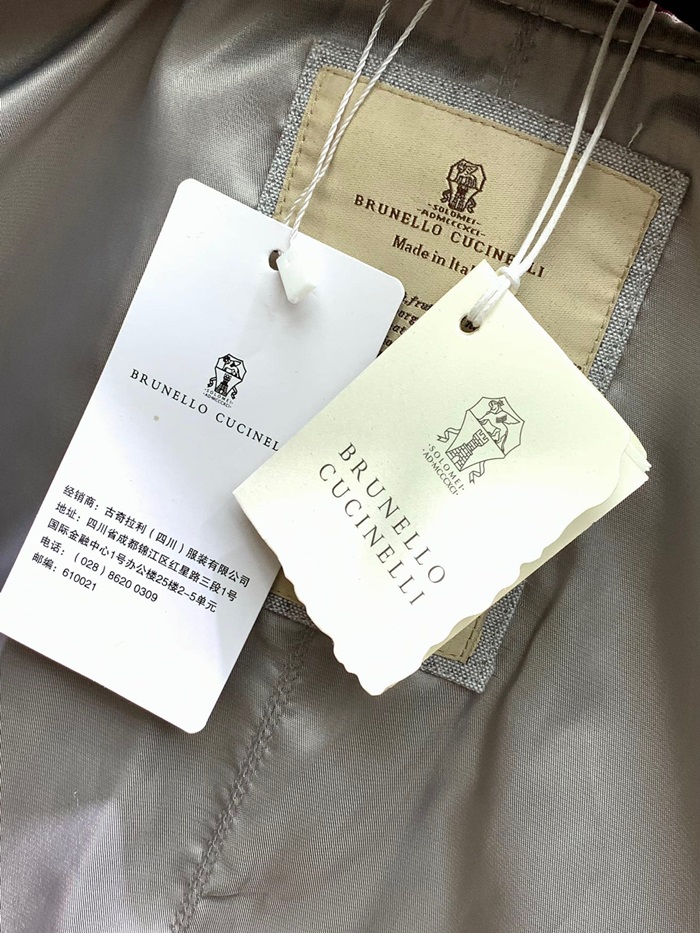 ·SOLOMEI·
·ADMCCCXCI·
BRUNELLO CUCINELLI
Made in
BRUNELLO
·SOLOMEI·
·ADMCCCXCI·
BRUNELLO
CUCINELLI
经销商：古奇拉利（四川）服装有限公司
地址：四川省成都锦江区红星路三段1号
国际金融中心1号办公楼25楼2-5单元
电话：（028）8620 0309
邮编：610021